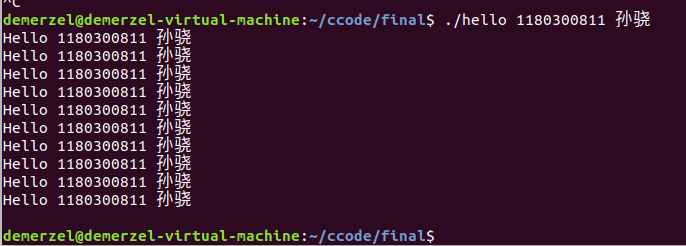 ^C
demerzel@demerzel-virtual-machine:~/ccode/final$ ./hello 1180300811 孙骁
Hello 1180300811 孙骁
Hello 1180300811 孙骁
Hello 1180300811 孙骁
Hello 1180300811 孙骁
Hello 1180300811 孙骁
Hello 1180300811 孙骁
Hello 1180300811 孙骁
Hello 1180300811 孙骁
Hello 1180300811 孙骁
Hello 1180300811 孙骁
demerzel@demerzel-virtual-machine:~/ccode/final$